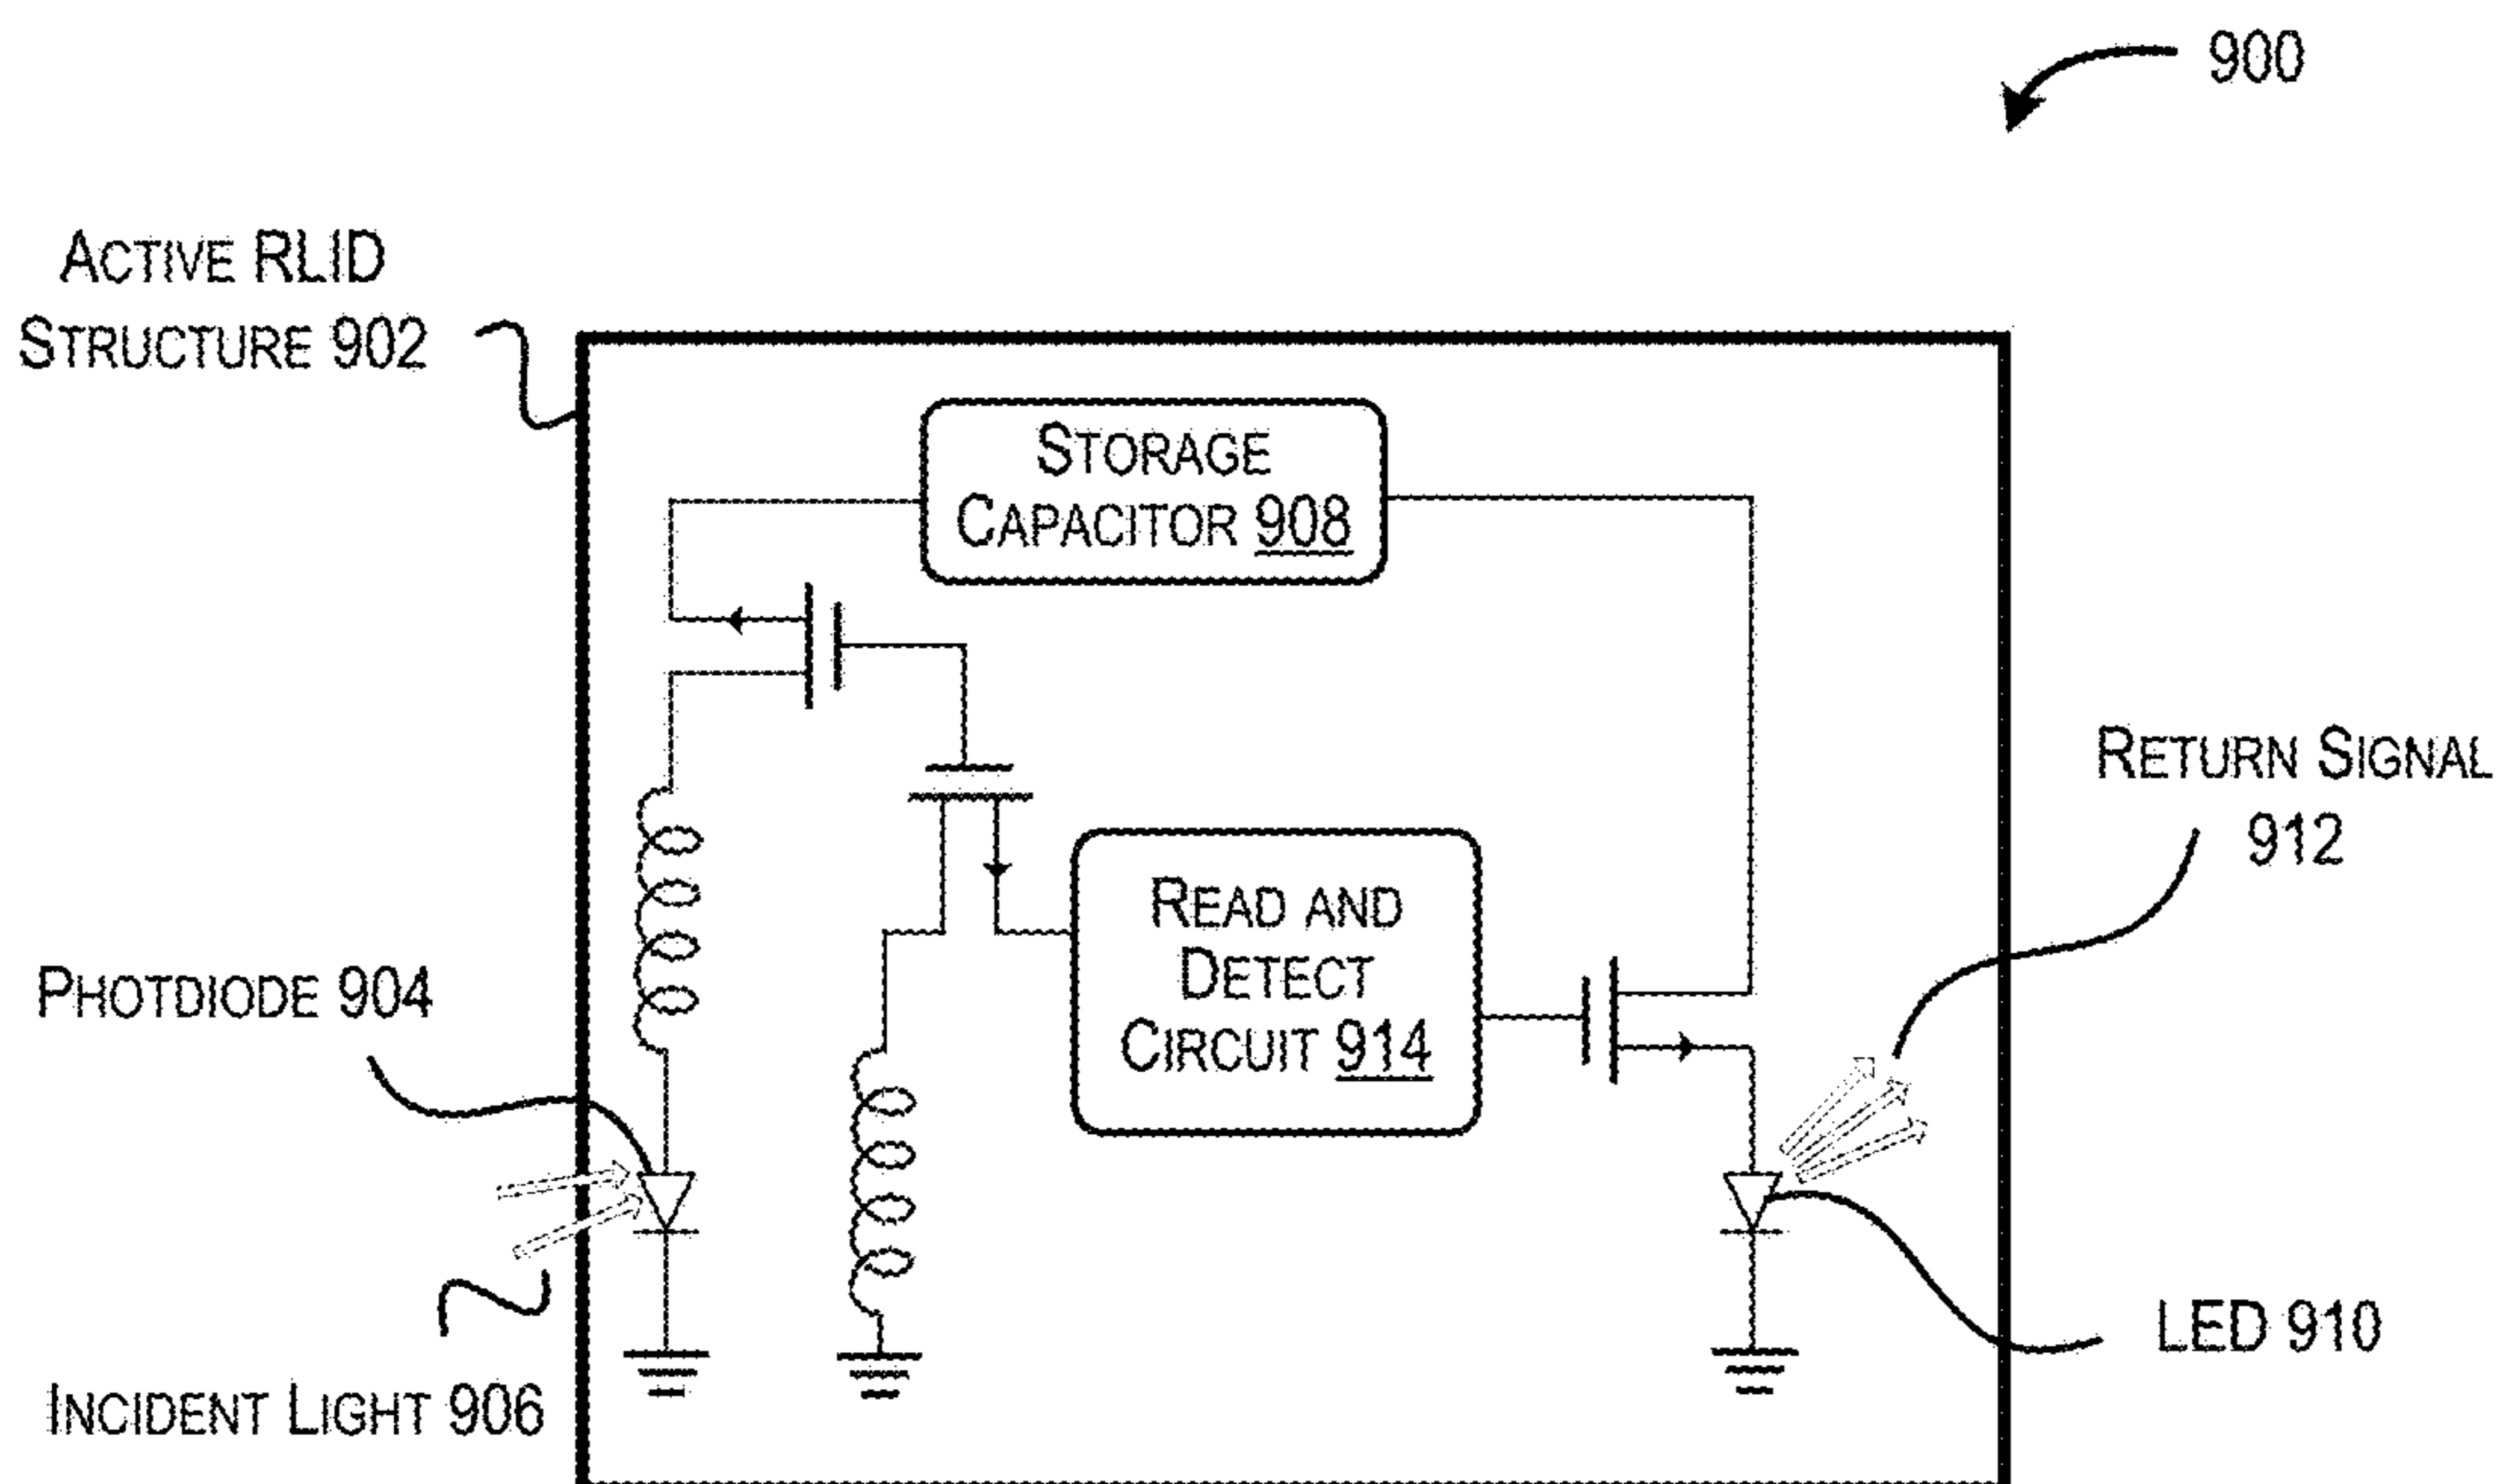 900
ACTIVE RLID
STRUCTURE 902
STORAGE
CAPACITOR 908
RETURN SIGNAL
912
READ AND
DETECT
CIRCUIT 914
PHOTDIODE 904
LED 910
INCIDENT LIGHT 906